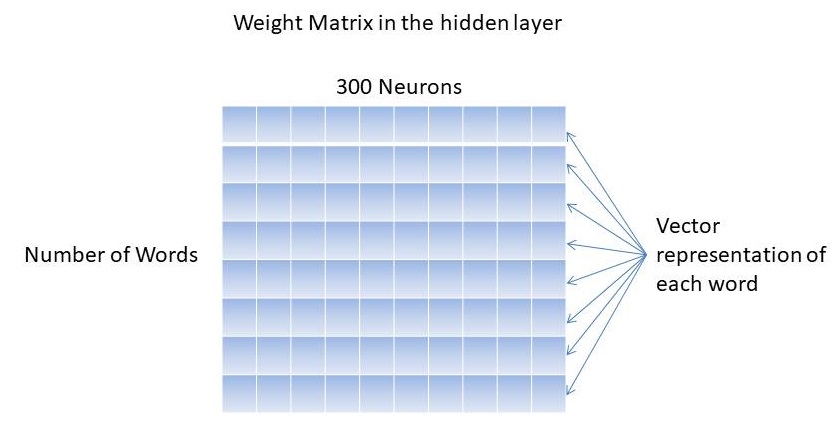 Weight Matrix in the hidden layer
300 Neurons
Number of Words
Vector
representation of
each word